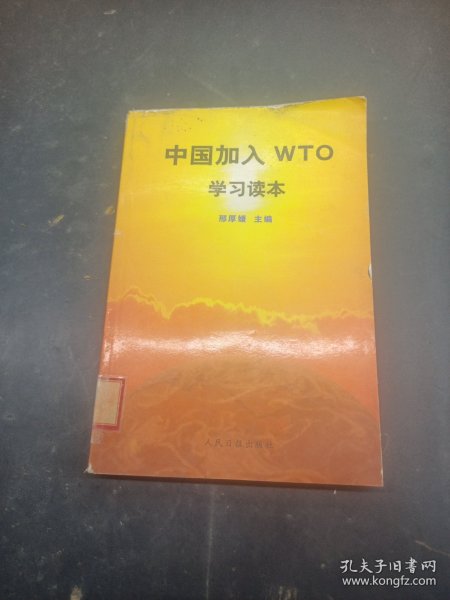 中国加入 WTO
学习读本
邢厚媛 主编
人民日报出版社
孔夫子旧书网
www.kongfz.com